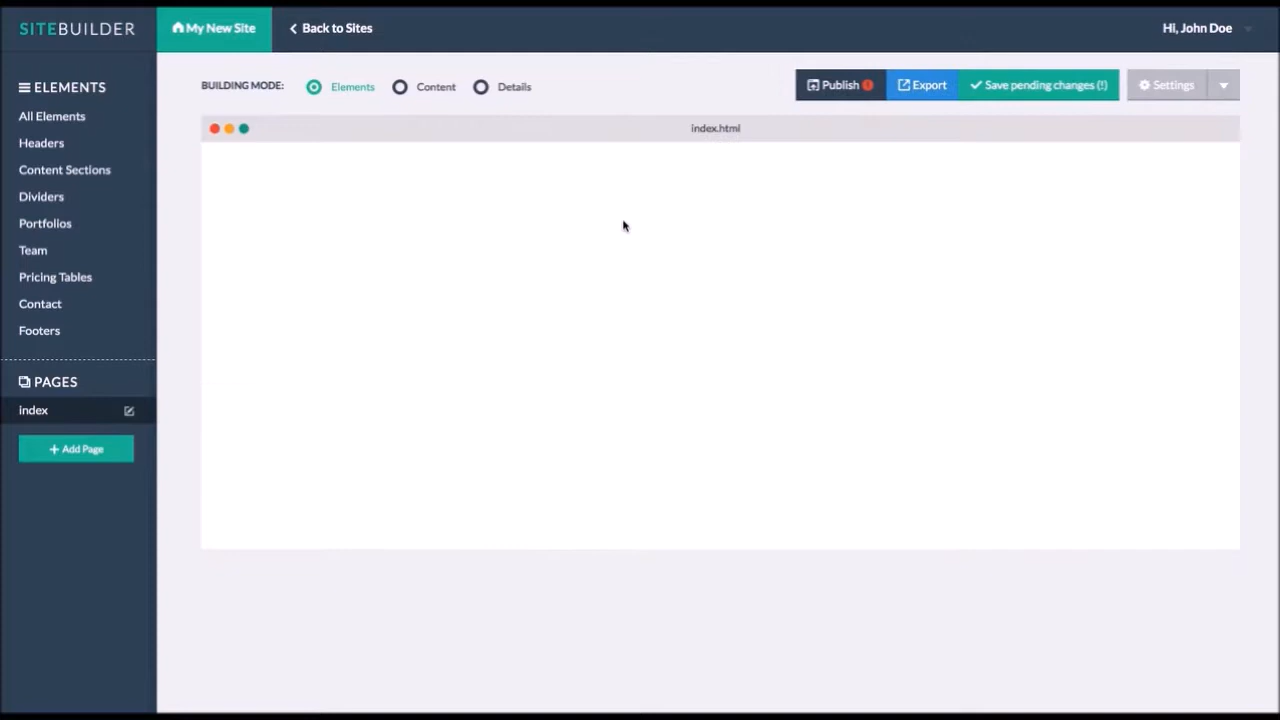 SITEBUILDER
My New Site
Back to Sites
Hi, John Doe
ELEMENTS
All Elements
Headers
Content Sections
Dividers
Portfolios
Team
Pricing Tables
Contact
Footers
PAGES
index
+ Add Page
BUILDING MODE: Elements Content Details
Publish Export Save pending changes (!) Settings
index.html